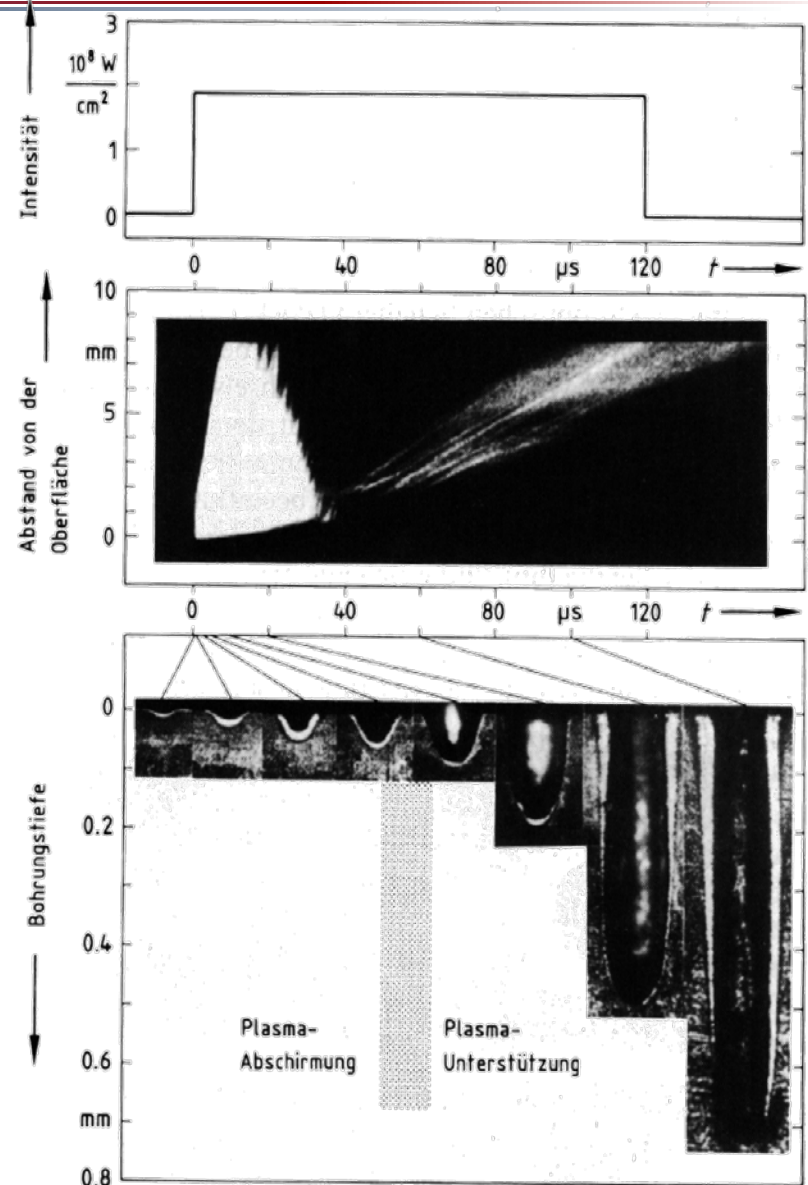 3
10⁸ W
cm²
1
0
Intensität
0 40 80 µs 120 t
10
mm
5
0
Abstand von der
Oberfläche
0 40 80 µs 120 t
0
0.2
0.4
0.6
mm
0.8
Bohrungstiefe
Plasma-
Abschirmung
Plasma-
Unterstützung